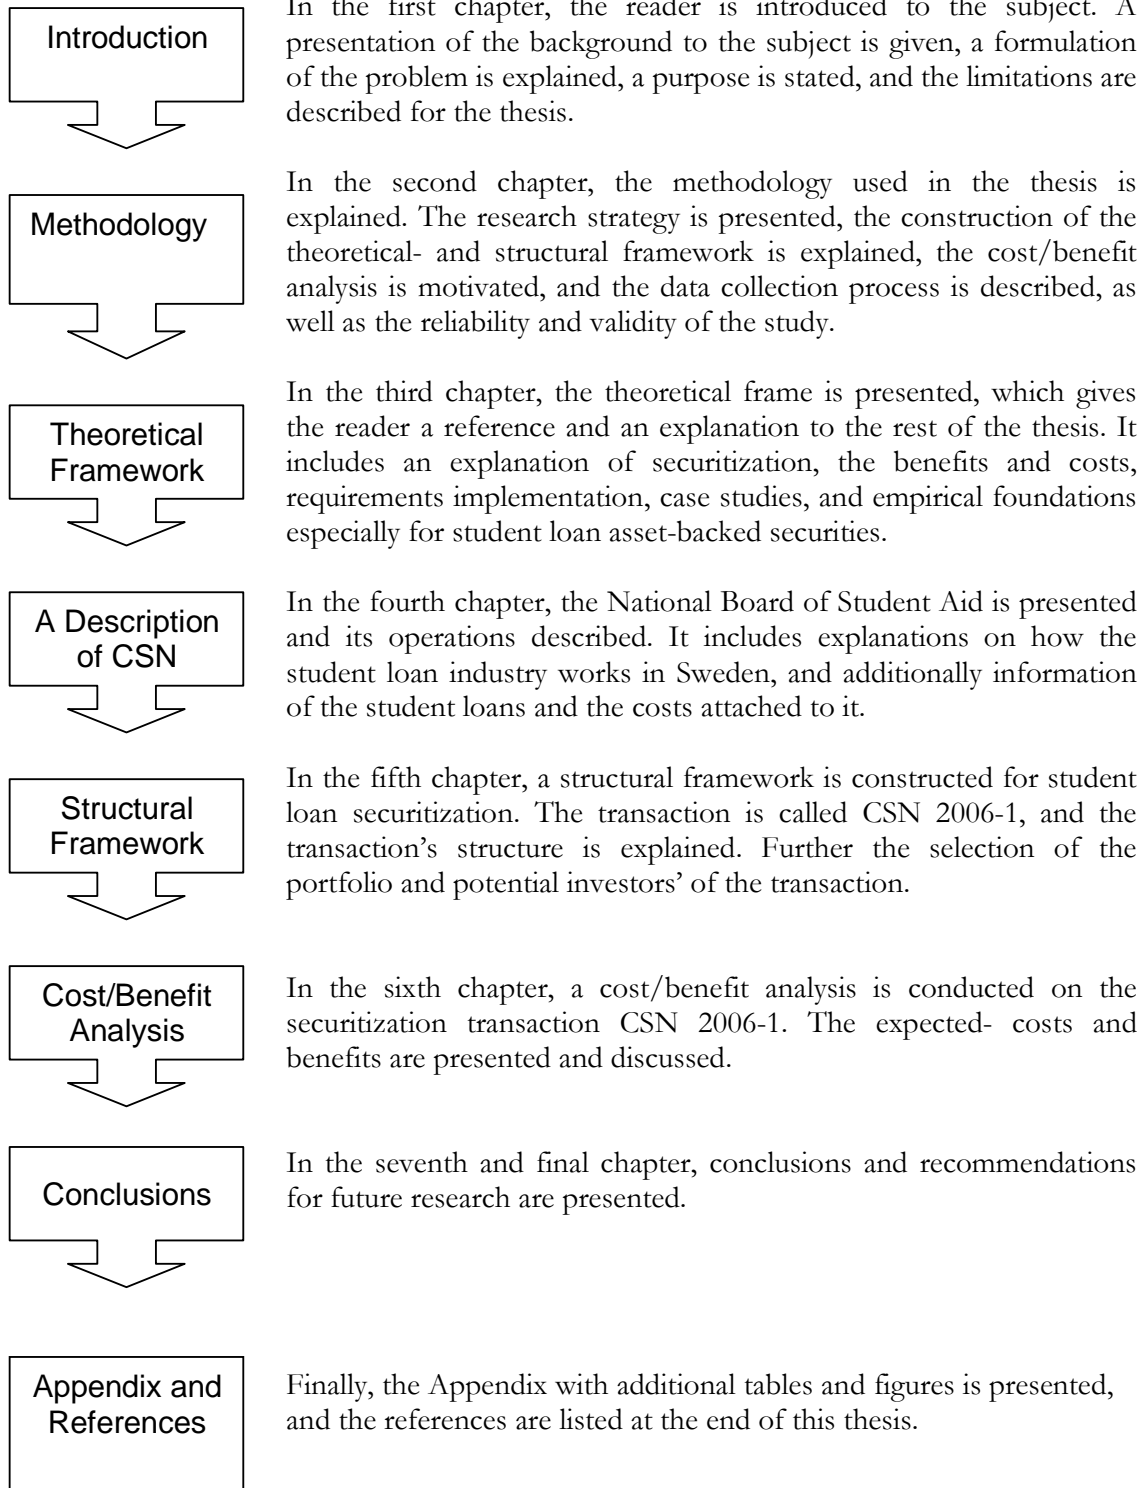 Introduction
In the first chapter, the reader is introduced to the subject. A
presentation of the background to the subject is given, a formulation
of the problem is explained, a purpose is stated, and the limitations are
described for the thesis.
Methodology
In the second chapter, the methodology used in the thesis is
explained. The research strategy is presented, the construction of the
theoretical- and structural framework is explained, the cost/benefit
analysis is motivated, and the data collection process is described, as
well as the reliability and validity of the study.
Theoretical
Framework
In the third chapter, the theoretical frame is presented, which gives
the reader a reference and an explanation to the rest of the thesis. It
includes an explanation of securitization, the benefits and costs,
requirements implementation, case studies, and empirical foundations
especially for student loan asset-backed securities.
A Description
of CSN
In the fourth chapter, the National Board of Student Aid is presented
and its operations described. It includes explanations on how the
student loan industry works in Sweden, and additionally information
of the student loans and the costs attached to it.
Structural
Framework
In the fifth chapter, a structural framework is constructed for student
loan securitization. The transaction is called CSN 2006-1, and the
transaction's structure is explained. Further the selection of the
portfolio and potential investors' of the transaction.
Cost/Benefit
Analysis
In the sixth chapter, a cost/benefit analysis is conducted on the
securitization transaction CSN 2006-1. The expected- costs and
benefits are presented and discussed.
Conclusions
In the seventh and final chapter, conclusions and recommendations
for future research are presented.
Appendix and
References
Finally, the Appendix with additional tables and figures is presented,
and the references are listed at the end of this thesis.